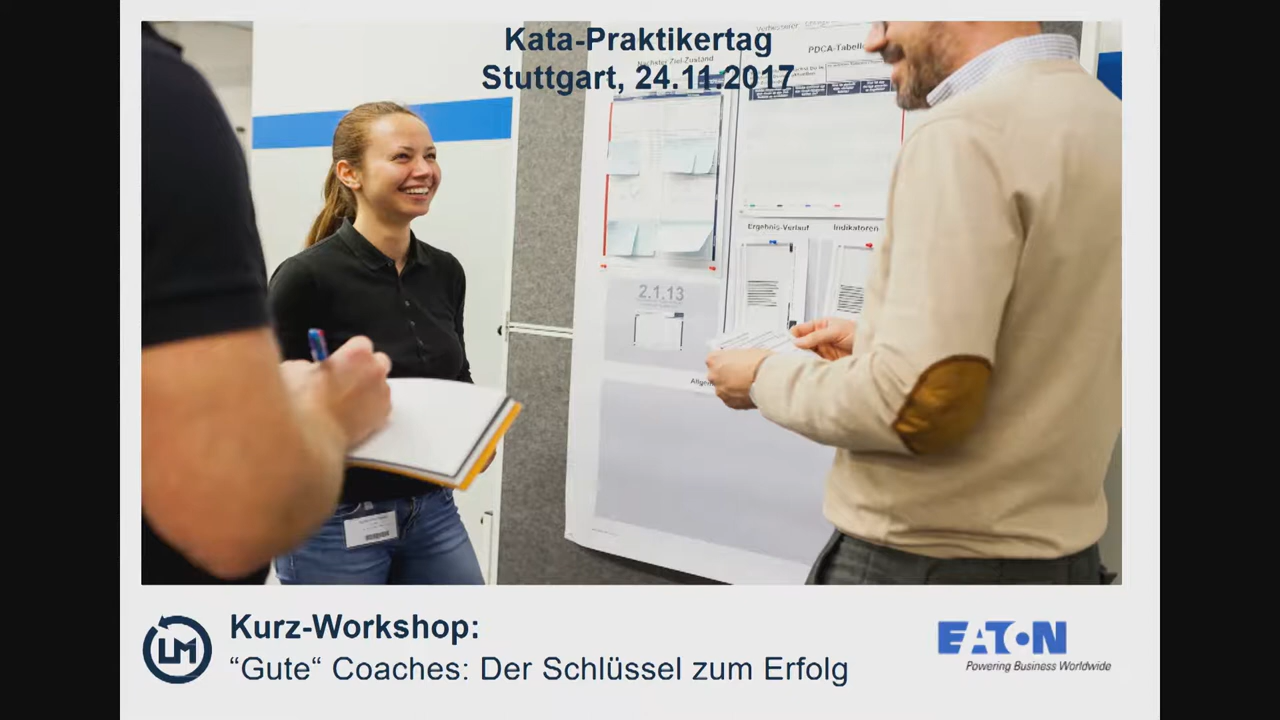 Kata-Praktikertag
Stuttgart, 24.11.2017
Nächster Ziel-Zustand
PDCA-Tabelle
Ergebnis-Verlauf
Indikatoren
2.1.13
LM
Kurz-Workshop:
“Gute“ Coaches: Der Schlüssel zum Erfolg
EATON
Powering Business Worldwide